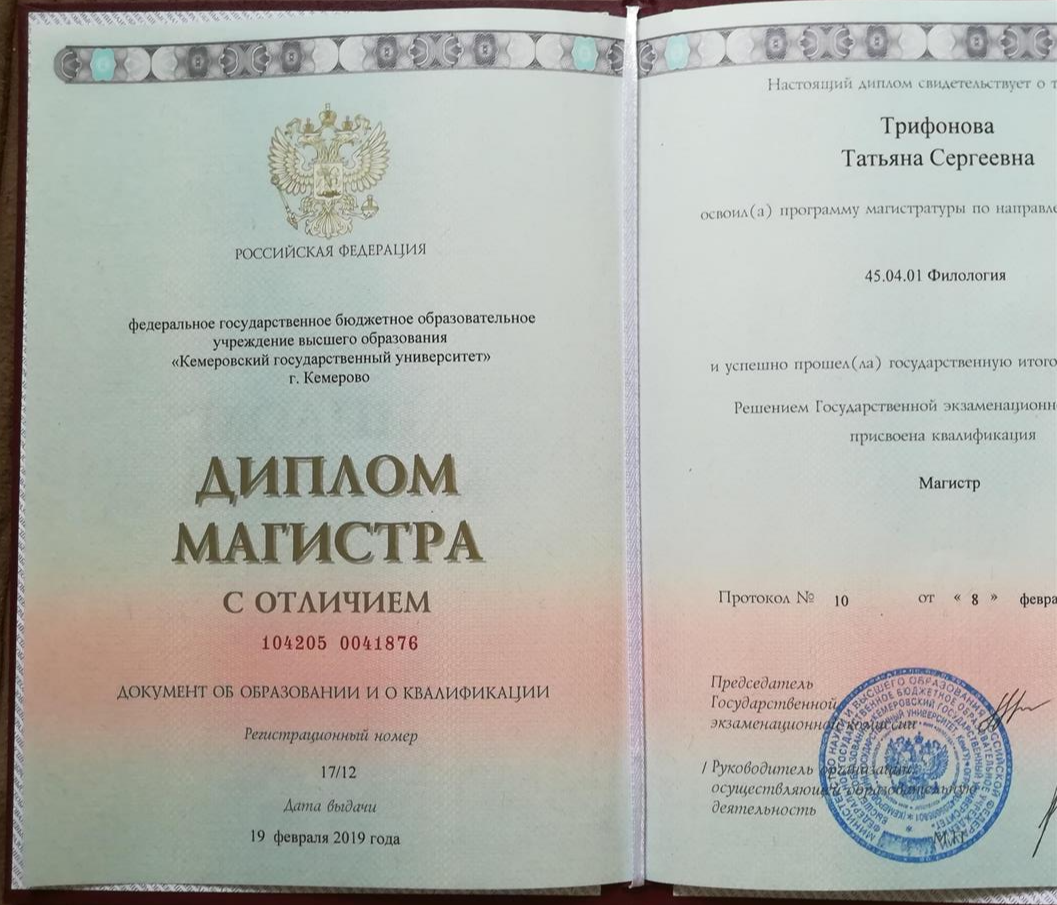 РОССИЙСКАЯ ФЕДЕРАЦИЯ
федеральное государственное бюджетное образовательное
учреждение высшего образования
«Кемеровский государственный университет»
г. Кемерово
ДИПЛОМ
МАГИСТРА
С ОТЛИЧИЕМ
104205 0041876
ДОКУМЕНТ ОБ ОБРАЗОВАНИИ И О КВАЛИФИКАЦИИ
Регистрационный номер
17/12
Дата выдачи
19 февраля 2019 года
Настоящий диплом свидетельствует о т
Трифонова
Татьяна Сергеевна
освоил(а) программу магистратуры по направле
45.04.01 Филология
и успешно прошел(ла) государственную итого
Решением Государственной экзаменационн
присвоена квалификация
Магистр
Протокол № 10 от « 8 » февра
Председатель
Государственной
экзаменационной комиссии
/ Руководитель организации,
осуществляющей образовательную
деятельность
М.П.